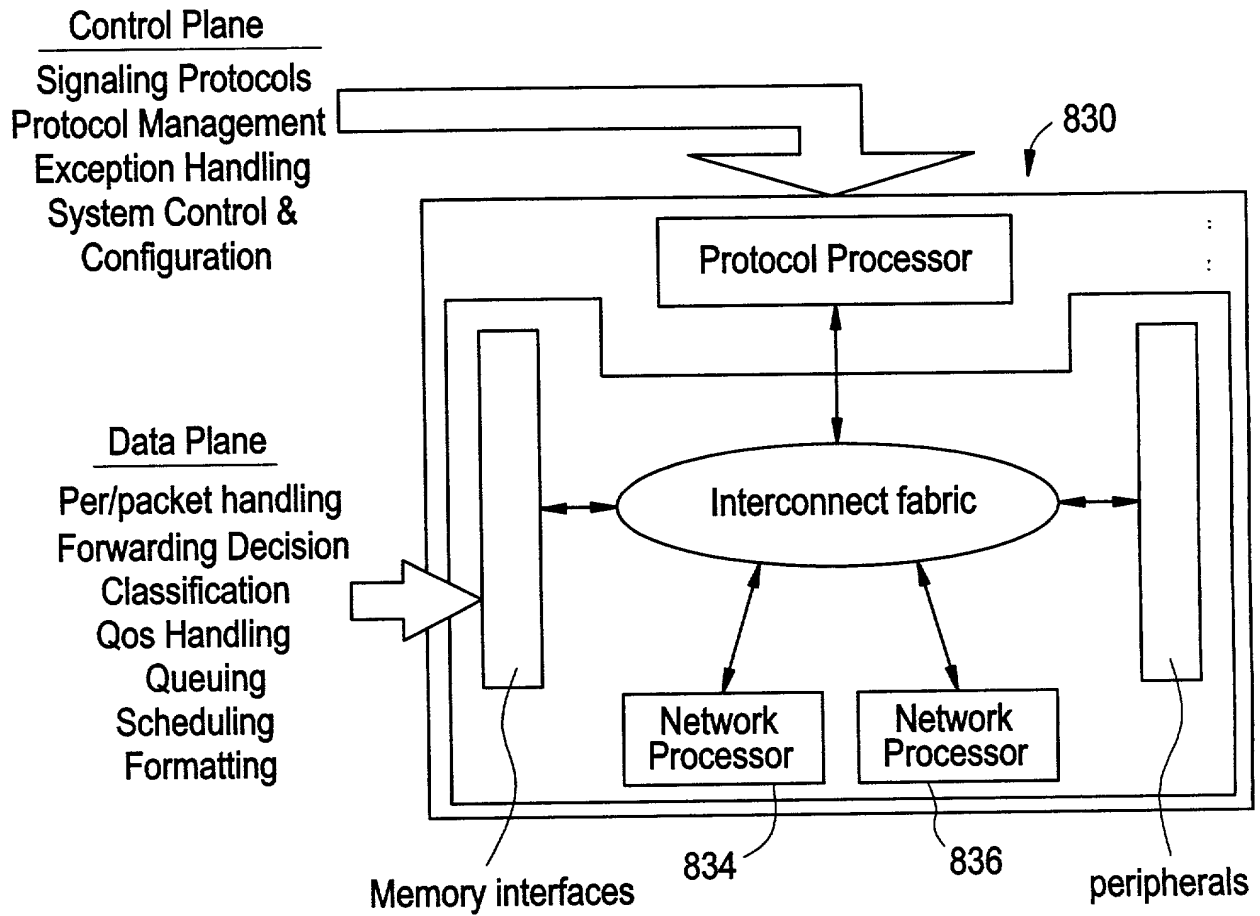 Control Plane
Signaling Protocols
Protocol Management
Exception Handling
System Control &
Configuration
830
Protocol Processor
Data Plane
Per/packet handling
Forwarding Decision
Classification
Qos Handling
Queuing
Scheduling
Formatting
Interconnect fabric
Network
Processor
Network
Processor
834
836
Memory interfaces
peripherals